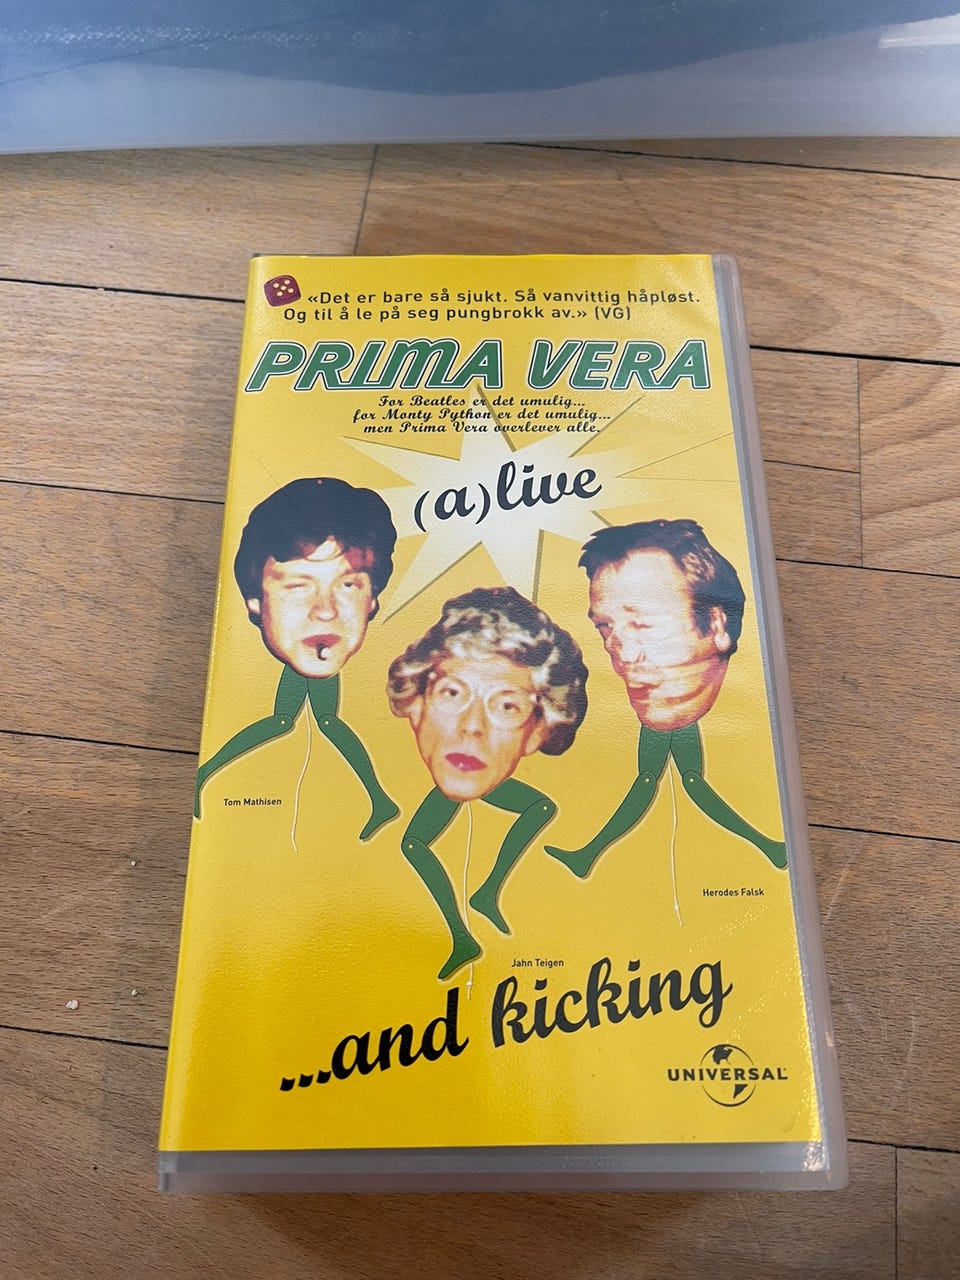 «Det er bare så sjukt. Så vanvittig håpløst.
Og til å le på seg pungbrokk av.» (VG)
PRIMA VERA
For Beatles er det umulig...
for Monty Python er det umulig...
men Prima Vera overlever alle.
(a)live
Tom Mathisen
Herodes Falsk
Jahn Teigen
...and kicking
UNIVERSAL